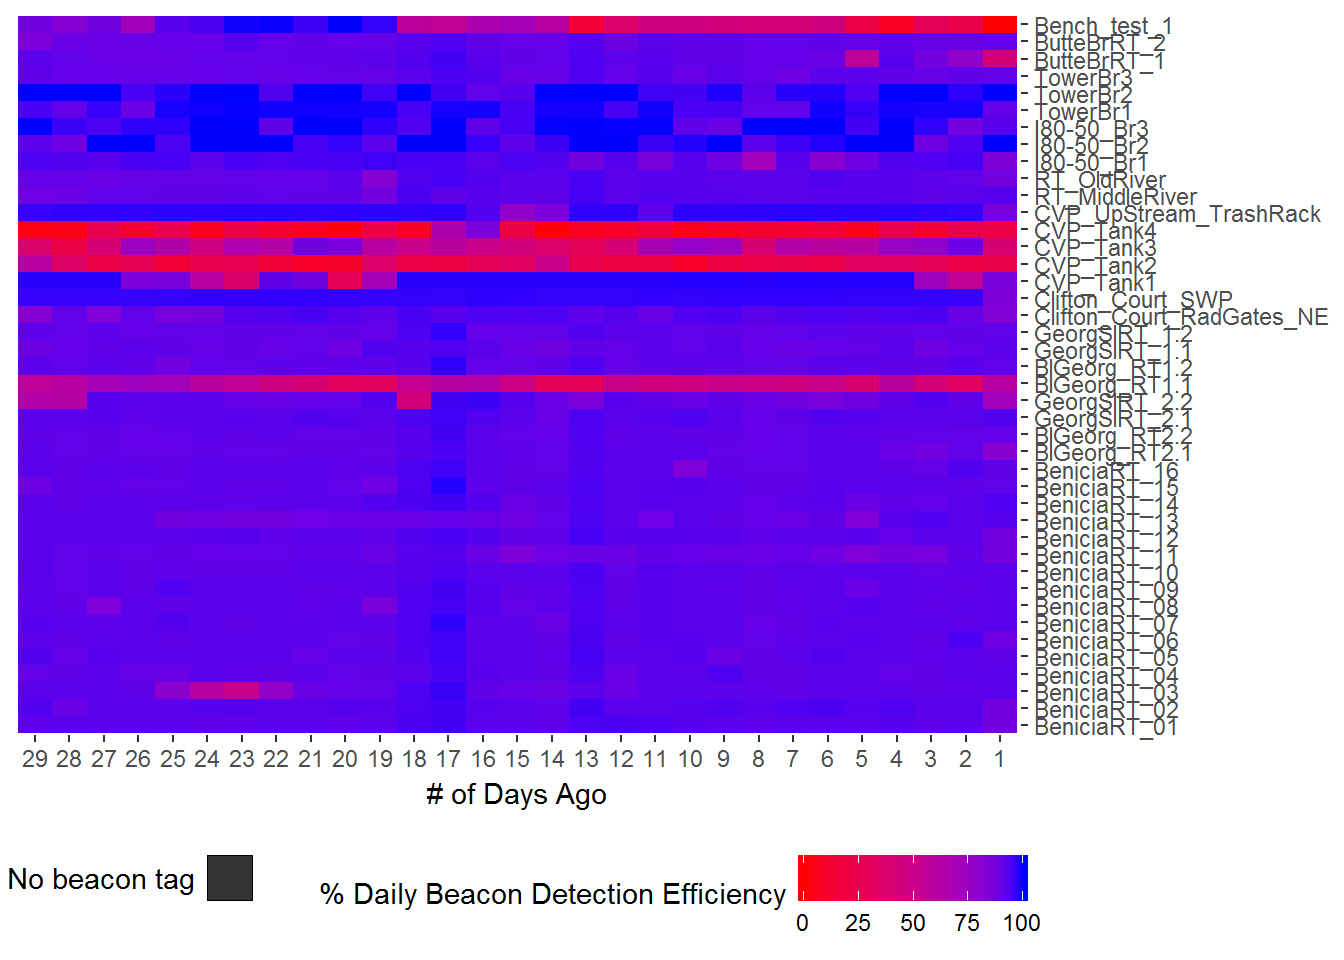 Bench_test_1
ButteBrRT_2
ButteBrRT_1
TowerBr3
TowerBr2
TowerBr1
I80-50_Br3
I80-50_Br2
I80-50_Br1
RT_OldRiver
RT_MiddleRiver
CVP_UpStream_TrashRack
CVP_Tank4
CVP_Tank3
CVP_Tank2
CVP_Tank1
Clifton_Court_SWP
Clifton_Court_RadGates_NE
GeorgSlRT_1.2
GeorgSlRT_1.1
BlGeorg_RT1.2
BlGeorg_RT1.1
GeorgSlRT_2.2
GeorgSlRT_2.1
BlGeorg_RT2.2
BlGeorg_RT2.1
BeniciaRT_16
BeniciaRT_15
BeniciaRT_14
BeniciaRT_13
BeniciaRT_12
BeniciaRT_11
BeniciaRT_10
BeniciaRT_09
BeniciaRT_08
BeniciaRT_07
BeniciaRT_06
BeniciaRT_05
BeniciaRT_04
BeniciaRT_03
BeniciaRT_02
BeniciaRT_01
29 28 27 26 25 24 23 22 21 20 19 18 17 16 15 14 13 12 11 10 9 8 7 6 5 4 3 2 1
# of Days Ago
No beacon tag
% Daily Beacon Detection Efficiency
0 25 50 75 100